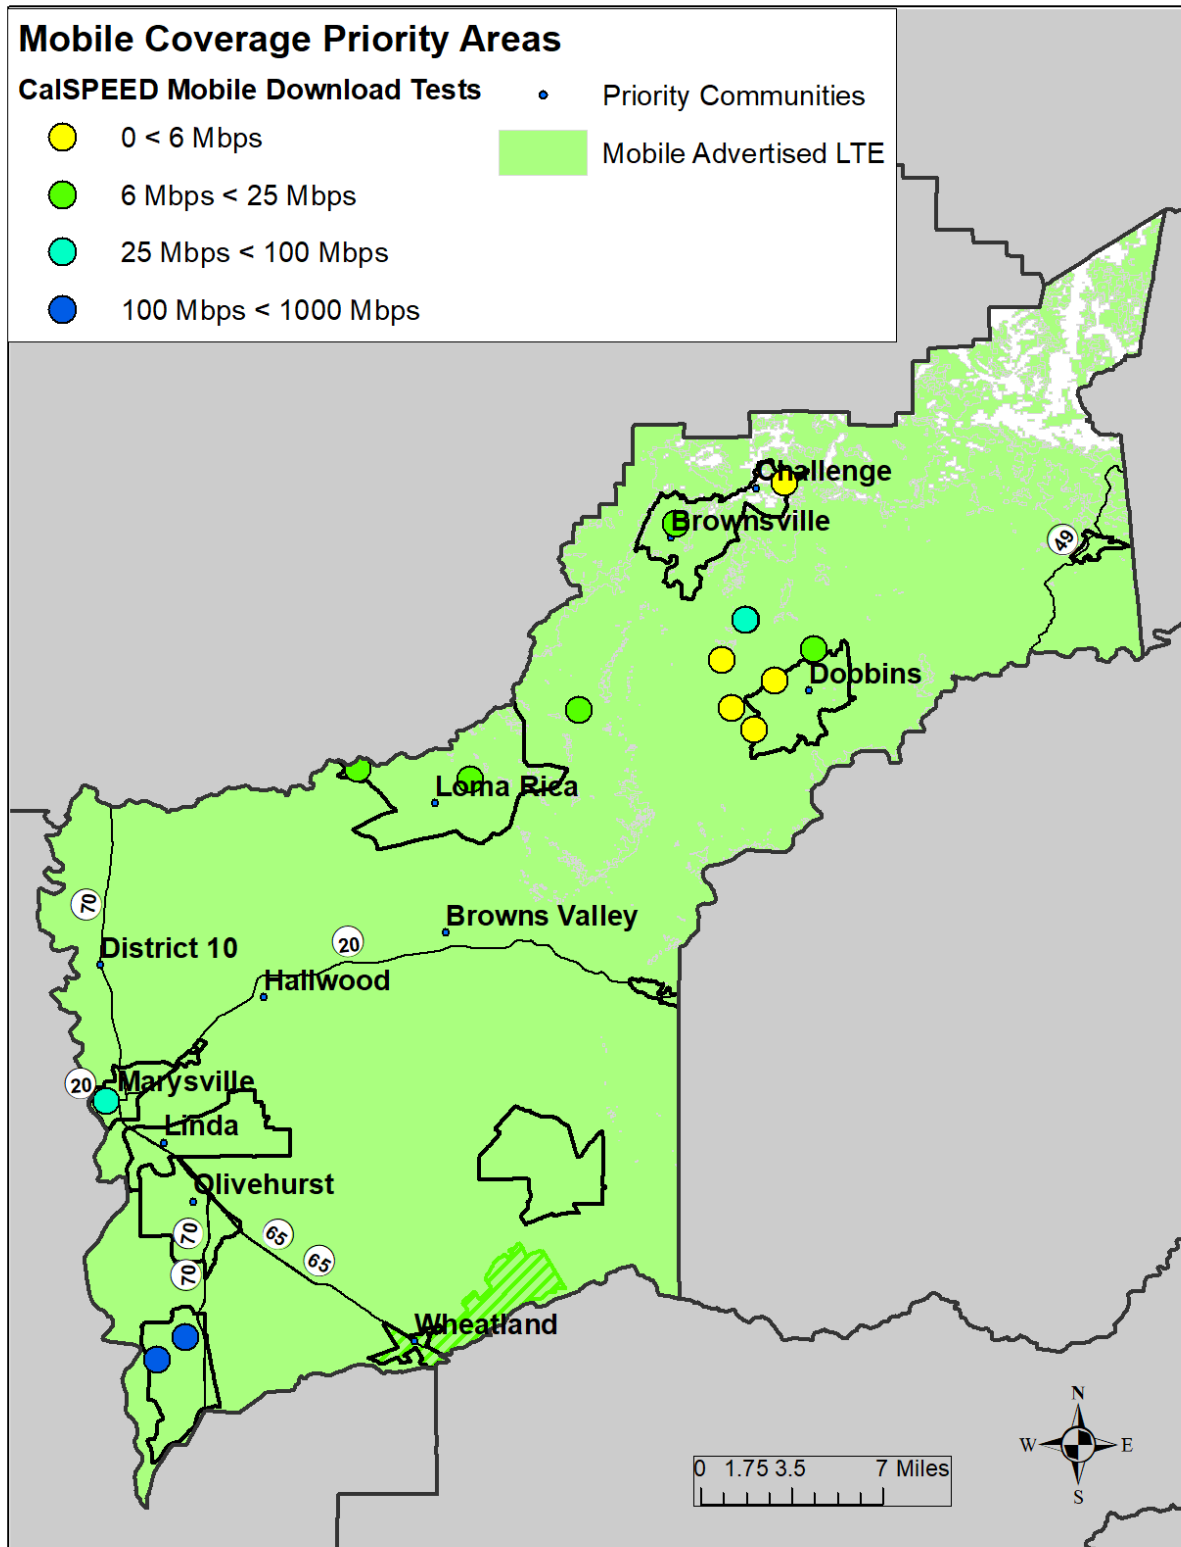 Mobile Coverage Priority Areas
CalSPEED Mobile Download Tests
0 < 6 Mbps
6 Mbps < 25 Mbps
25 Mbps < 100 Mbps
100 Mbps < 1000 Mbps
Priority Communities
Mobile Advertised LTE
Challenge
Brownsville
49
Dobbins
Loma Rica
70
Browns Valley
20
District 10
Hallwood
20
Marysville
Linda
Olivehurst
70
65
65
70
Wheatland
N
W
E
S
0 1.75 3.5 7 Miles